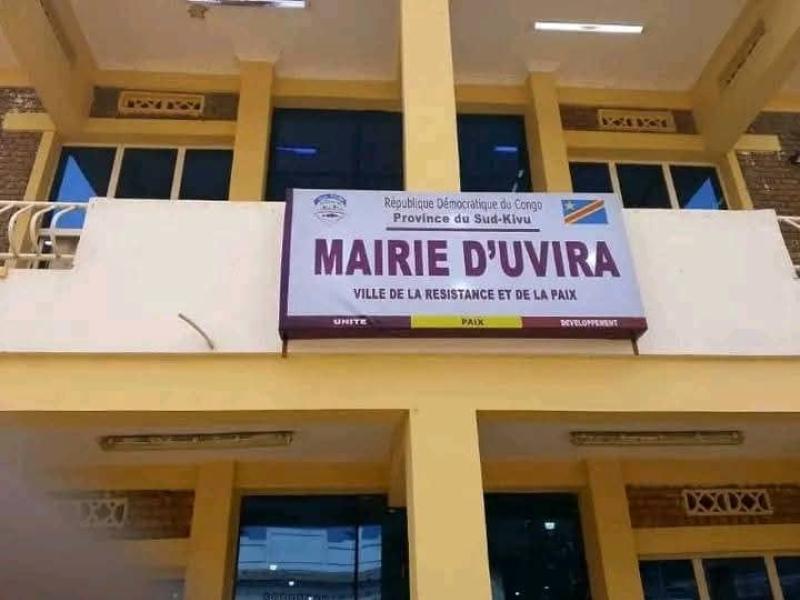 République Démocratique du Congo
Province du Sud-Kivu
MAIRIE D'UVIRA
VILLE DE LA RESISTANCE ET DE LA PAIX
UNITE PAIX DEVELOPPEMENT